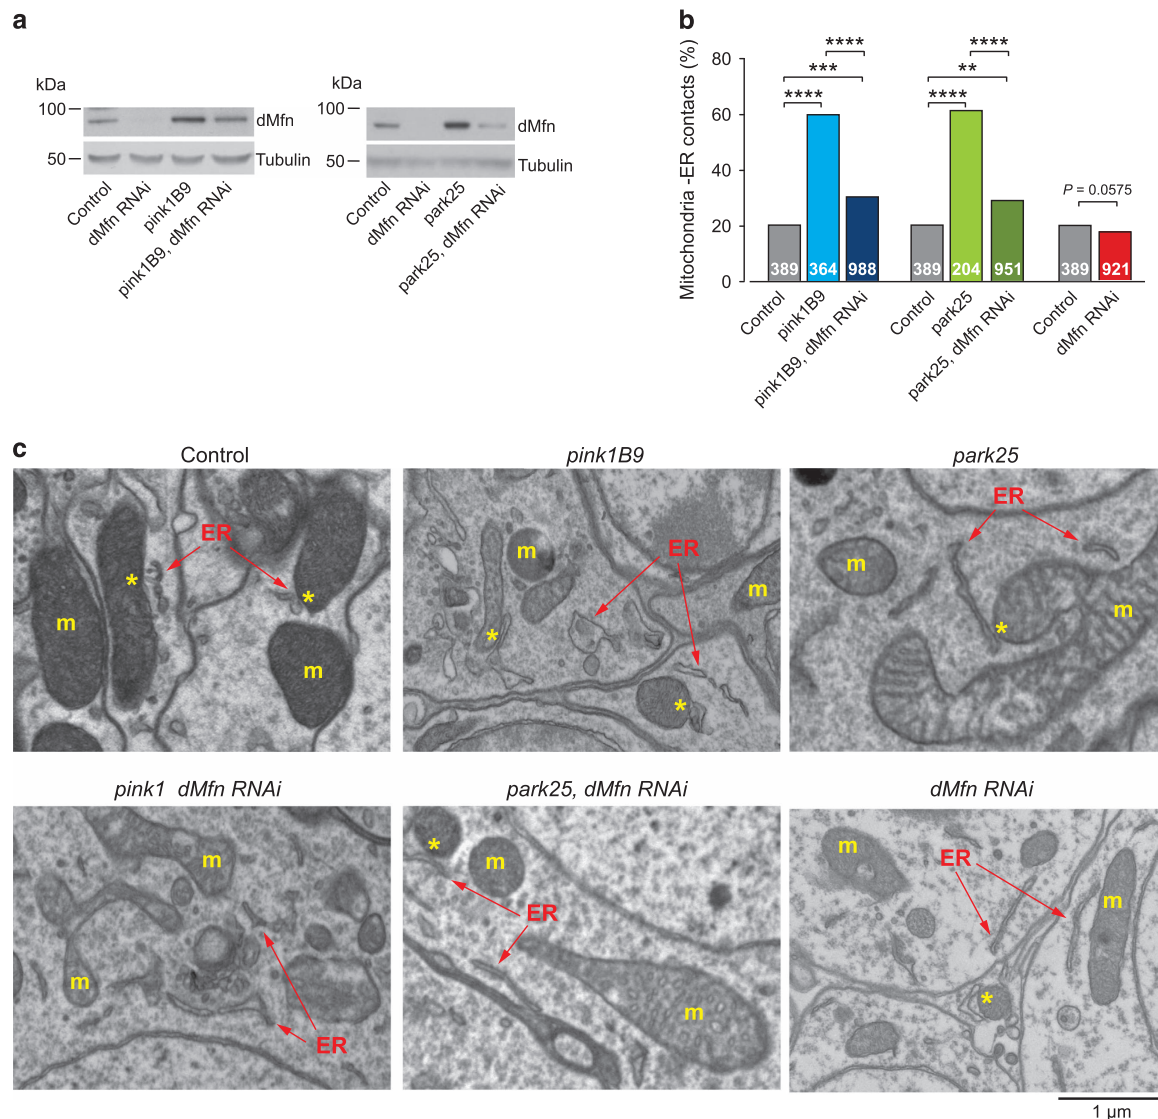 a
kDa
100
50
dMfn
Tubulin
Control
dMfn RNAi
pink1B9
pink1B9, dMfn RNAi
kDa
100
50
dMfn
Tubulin
Control
dMfn RNAi
park25
park25, dMfn RNAi
b
Mitochondria -ER contacts (%)
80
60
40
20
0
****
***
****
****
**
****
P = 0.0575
389
364
988
389
204
951
389
921
Control
pink1B9
pink1B9, dMfn RNAi
Control
park25
park25, dMfn RNAi
Control
dMfn RNAi
c
Control
ER
*
*
m
m
pink1B9
m
ER
m
*
*
park25
ER
m
m
*
pink1 dMfn RNAi
m
m
ER
park25, dMfn RNAi
*
m
ER
m
dMfn RNAi
m
ER
m
*
1 µm